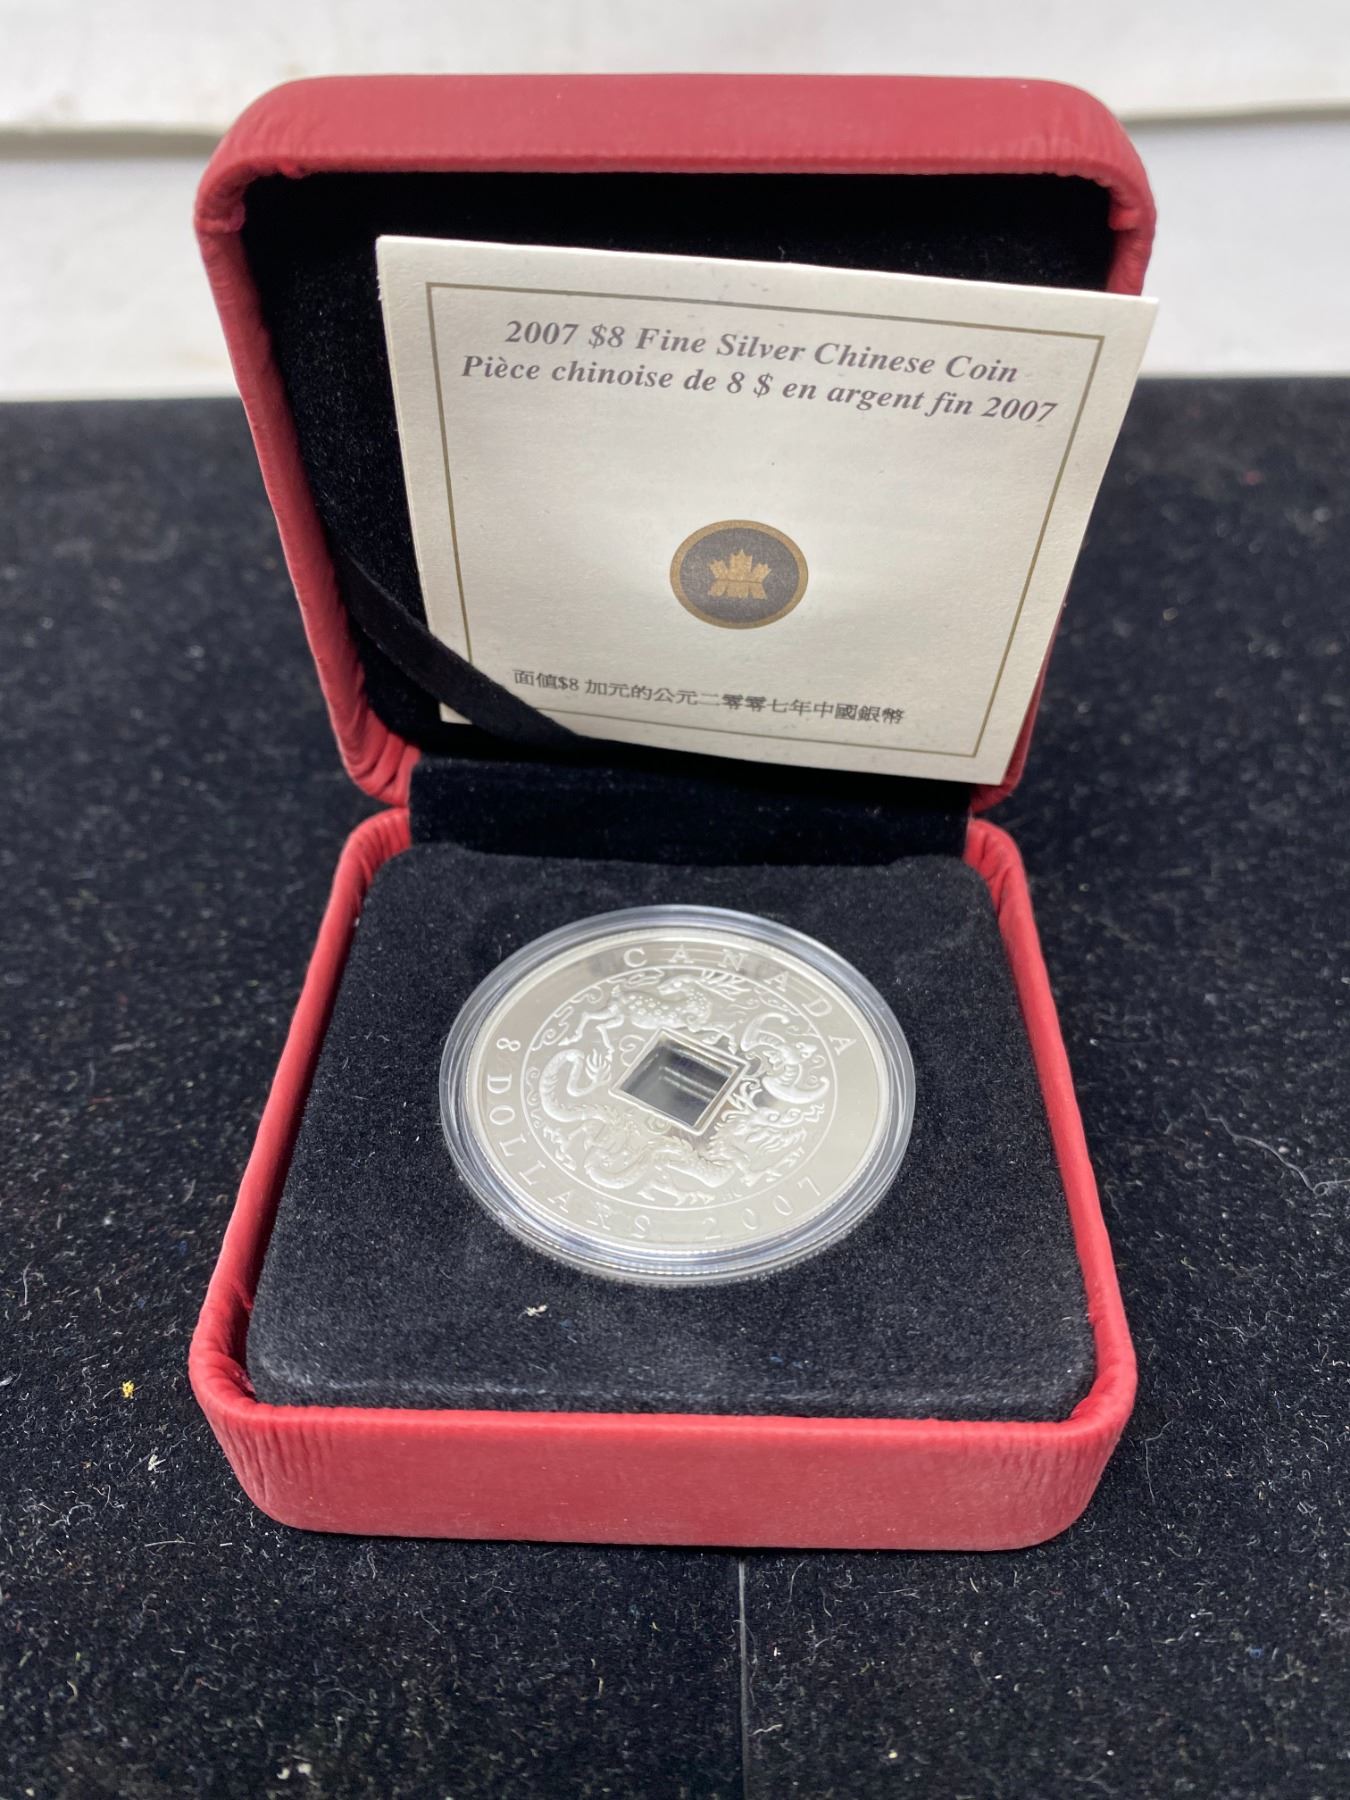 2007 $8 Fine Silver Chinese Coin
Pièce chinoise de 8 $ en argent fin 2007
面值$8 加元的公元二零零七年中國銀幣
CANADA
8 DOLLARS 2007